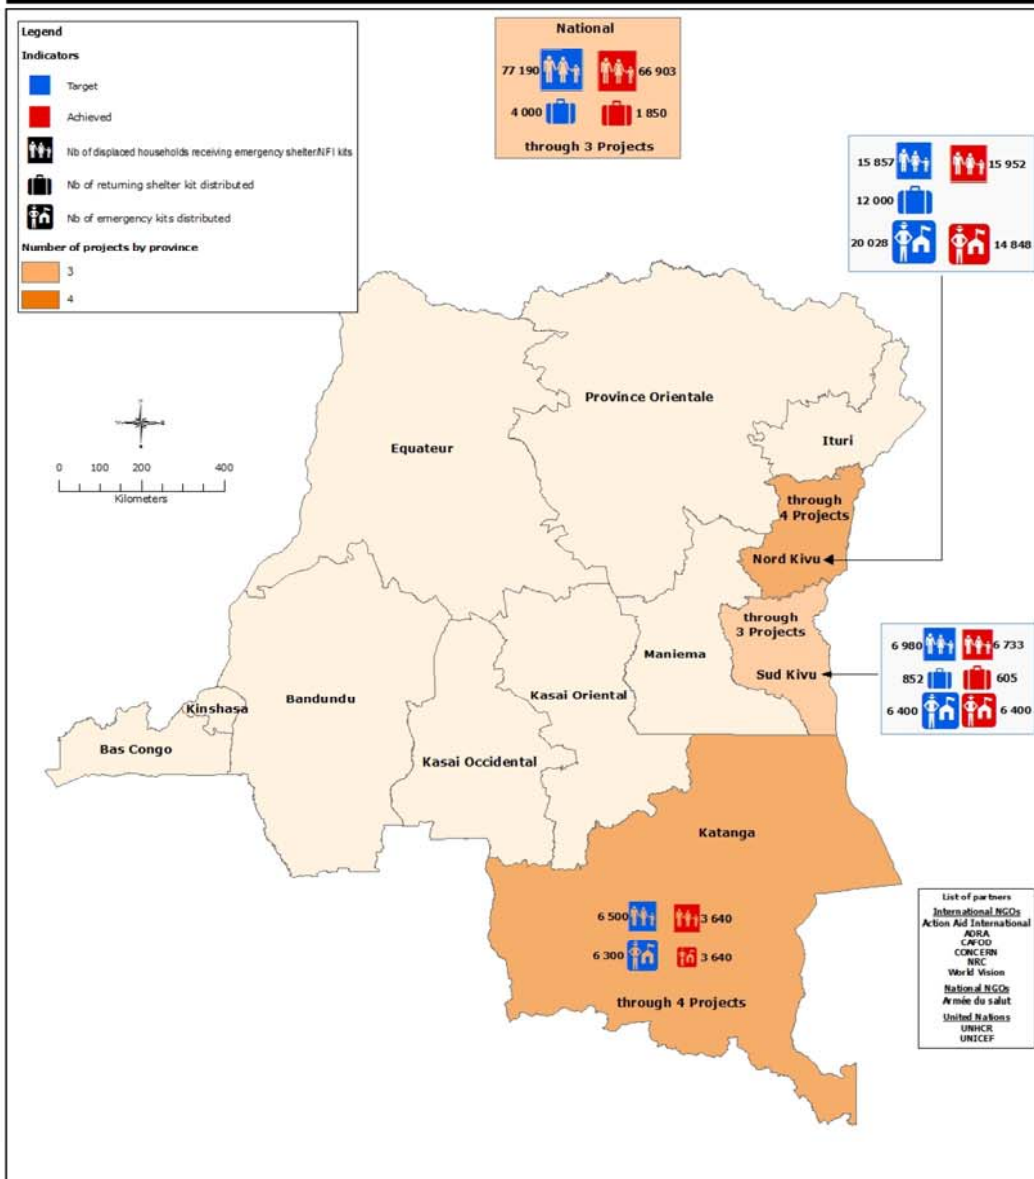 Legend
Indicators
Target
Achieved
Nb of displaced households receiving emergency shelter/NFI kits
Nb of returning shelter kit distributed
Nb of emergency kits distributed
Number of projects by province
3
4
National
77 190 66 903
4 000 1 850
through 3 Projects
15 857 15 952
12 000
20 028 14 848
0 100 200 400
Kilometers
Province Orientale
Equateur
Ituri
through
4 Projects
Nord Kivu
through
3 Projects
Sud Kivu
6 980 6 733
852 605
6 400 6 400
Maniema
Kasai Oriental
Bandundu
Kinshasa
Bas Congo
Kasai Occidental
Katanga
6 500 3 640
6 300 3 640
through 4 Projects
List of partners
International NGOs
Action Aid International
ADRA
CAFOD
CONCERN
NRC
World Vision
National NGOs
Armée du salut
United Nations
UNHCR
UNICEF